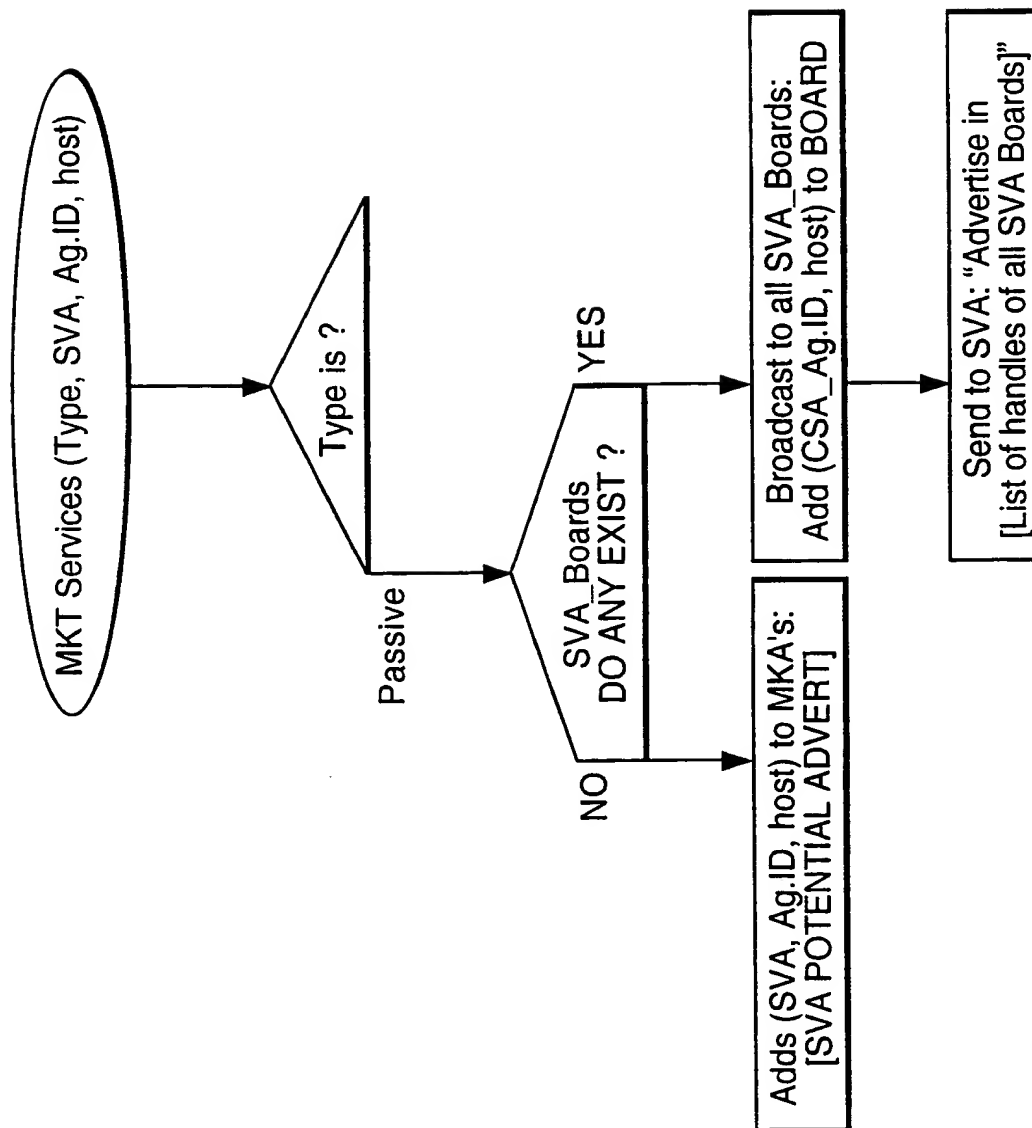 MKT Services (Type, SVA, Ag.ID, host)
Type is ?
Passive
SVA_Boards
DO ANY EXIST ?
NO
YES
Adds (SVA, Ag.ID, host) to MKA's:
[SVA POTENTIAL ADVERT]
Broadcast to all SVA_Boards:
Add (CSA_Ag.ID, host) to BOARD
Send to SVA: “Advertise in
[List of handles of all SVA Boards]”